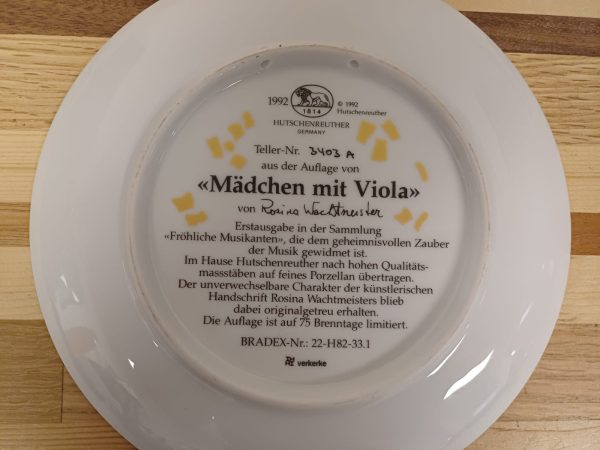 1992 1814 © 1992
Hutschenreuther
HUTSCHENREUTHER
GERMANY
Teller-Nr. 3403 A
aus der Auflage von
«Mädchen mit Viola»
von Rosina Wachtmeister
Erstausgabe in der Sammlung
«Fröhliche Musikanten», die dem geheimnisvollen Zauber
der Musik gewidmet ist.
Im Hause Hutschenreuther nach hohen Qualitäts-
massstäben auf feines Porzellan übertragen.
Der unverwechselbare Charakter der künstlerischen
Handschrift Rosina Wachtmeisters blieb
dabei originalgetreu erhalten.
Die Auflage ist auf 75 Brenntage limitiert.
BRADEX-Nr.: 22-H82-33.1
verkerke